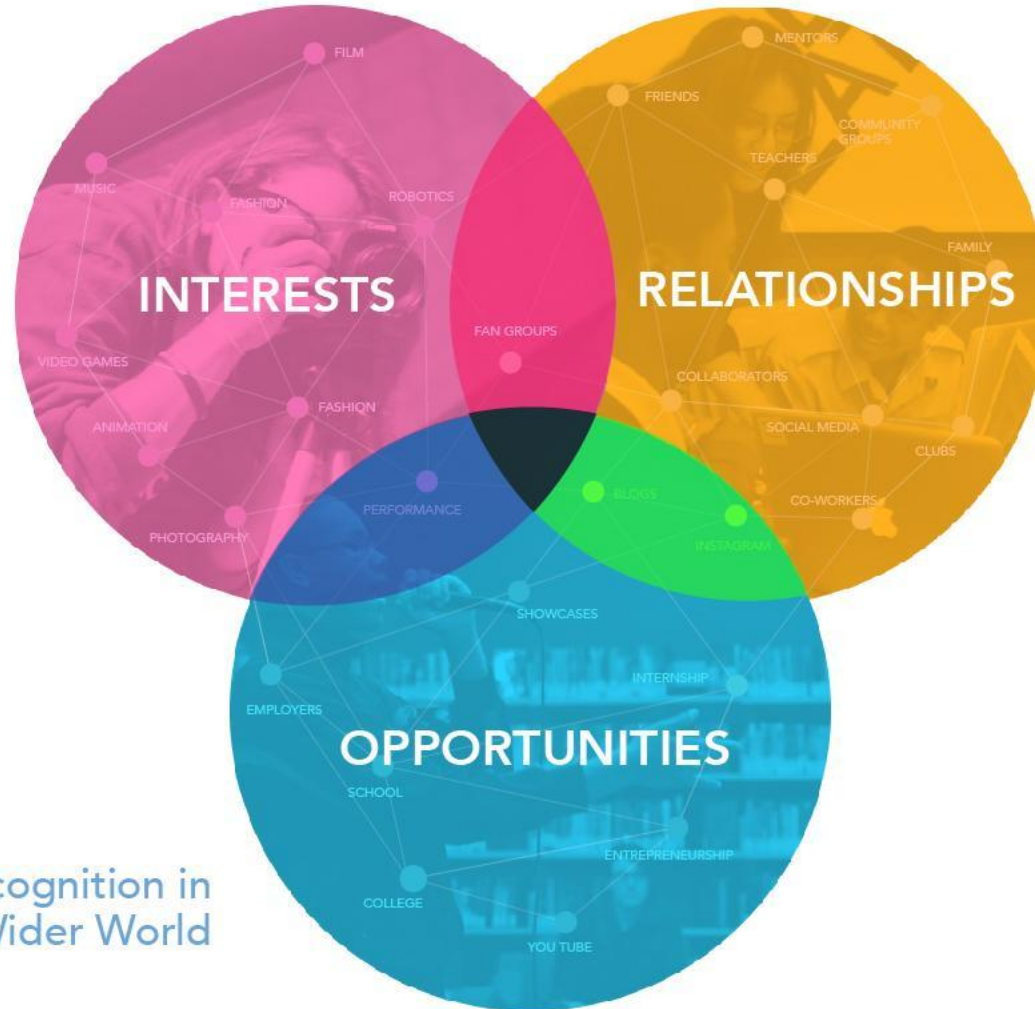 FILM
MUSIC
FASHION
ROBOTICS
INTERESTS
VIDEO GAMES
FASHION
ANIMATION
PHOTOGRAPHY
FAN GROUPS
PERFORMANCE
MENTORS
FRIENDS
COMMUNITY
GROUPS
TEACHERS
FAMILY
RELATIONSHIPS
COLLABORATORS
SOCIAL MEDIA
CLUBS
CO-WORKERS
BLOGS
INSTAGRAM
SHOWCASES
EMPLOYERS
INTERNSHIP
OPPORTUNITIES
SCHOOL
ENTREPRENEURSHIP
COLLEGE
YOU TUBE
cognition in
Wider World